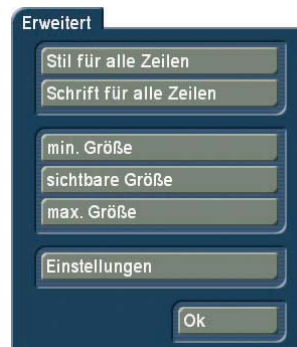 Erweitert
Stil für alle Zeilen
Schrift für alle Zeilen
min. Größe
sichtbare Größe
max. Größe
Einstellungen
Ok